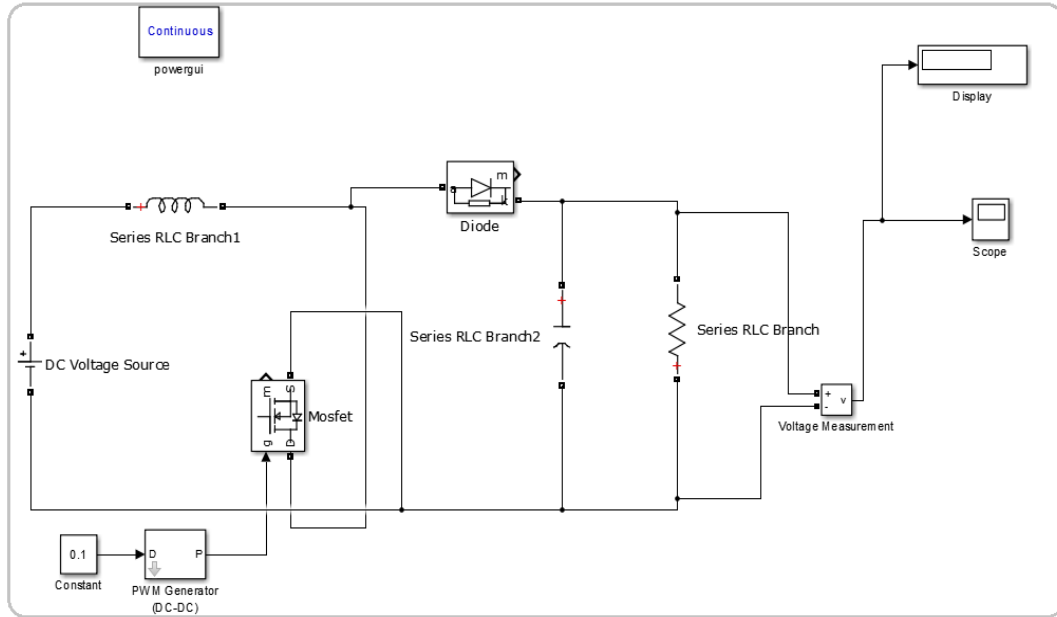 Continuous
powergui
Display
m
a
k
Diode
Series RLC Branch1
Scope
Series RLC Branch2
Series RLC Branch
+
DC Voltage Source
m
S
g
D
Mosfet
+
-
v
Voltage Measurement
0.1
Constant
D
P
PWM Generator
(DC-DC)